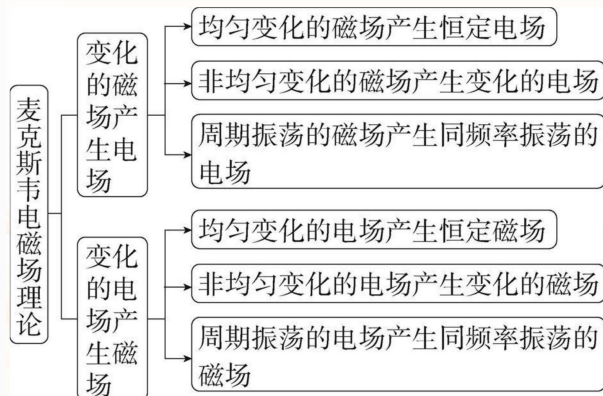 麦克斯韦电磁场理论
变化
的磁
场产
生电
场
均匀变化的磁场产生恒定电场
非均匀变化的磁场产生变化的电场
周期振荡的磁场产生同频率振荡的
电场
变化
的电
场产
生磁
场
均匀变化的电场产生恒定磁场
非均匀变化的电场产生变化的磁场
周期振荡的电场产生同频率振荡的
磁场